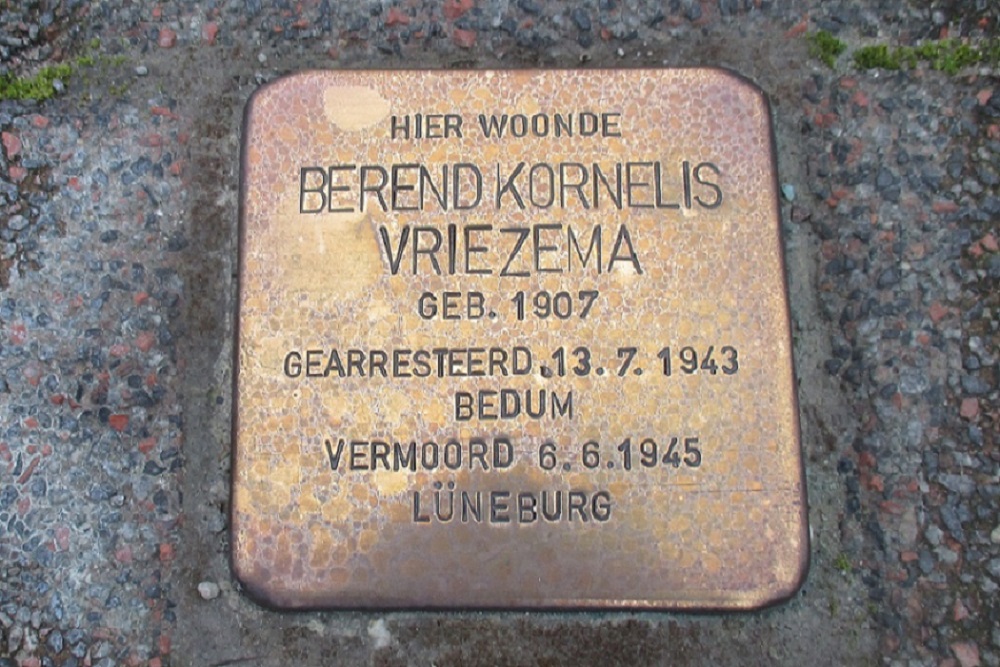 HIER WOONDE
BEREND KORNELIS
VRIEZEMA
GEB. 1907
GEARRESTEERD 13.7.1943
BEDUM
VERMOORD 6.6.1945
LÜNEBURG